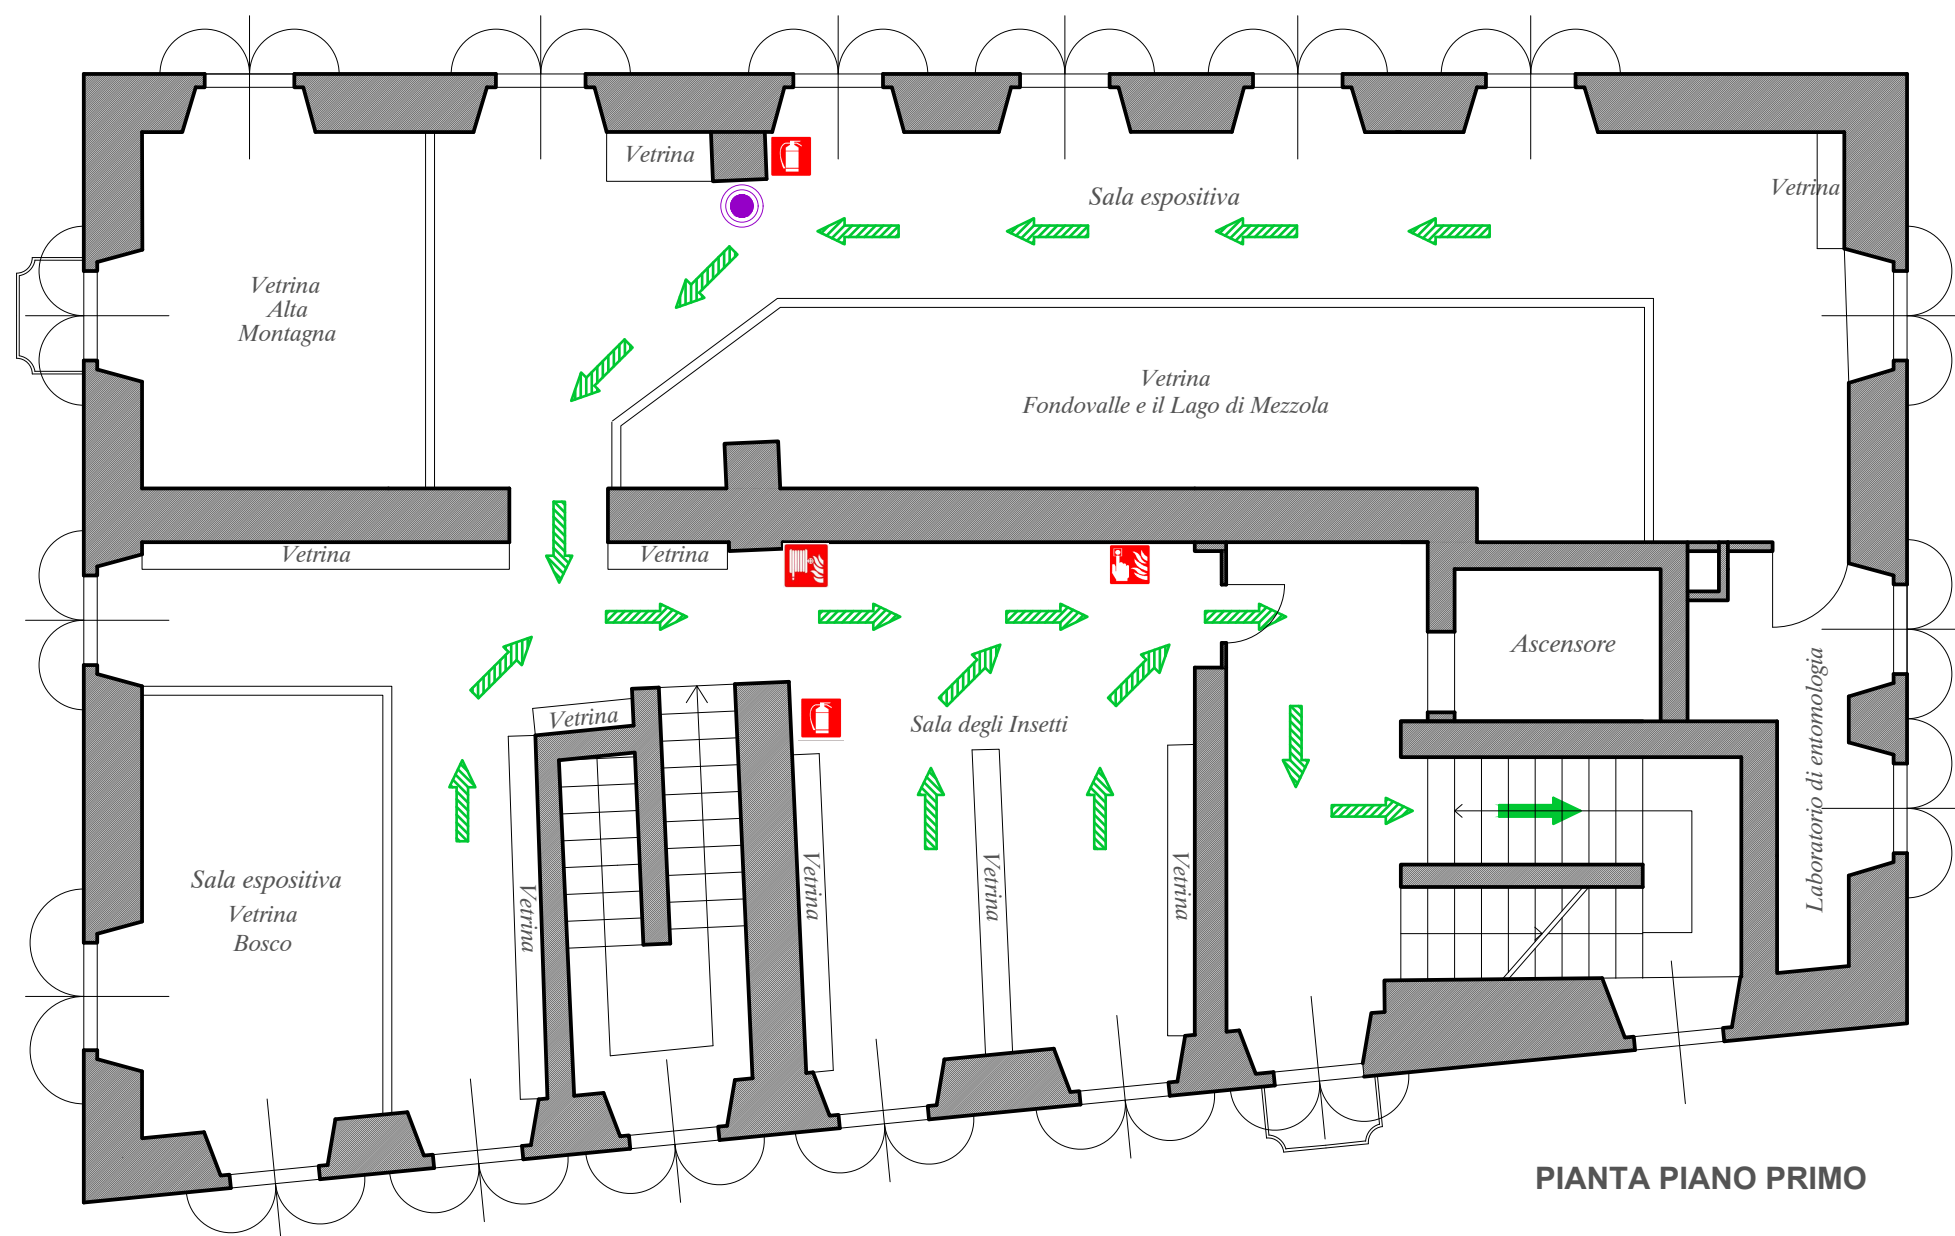 Vetrina
Sala espositiva
Vetrina
Vetrina
Alta
Montagna
Vetrina
Fondovalle e il Lago di Mezzola
Vetrina
Vetrina
Ascensore
Vetrina
Sala degli Insetti
Laboratorio di entomologia
Sala espositiva
Vetrina
Bosco
Vetrina
Vetrina
Vetrina
Vetrina
PIANTA PIANO PRIMO